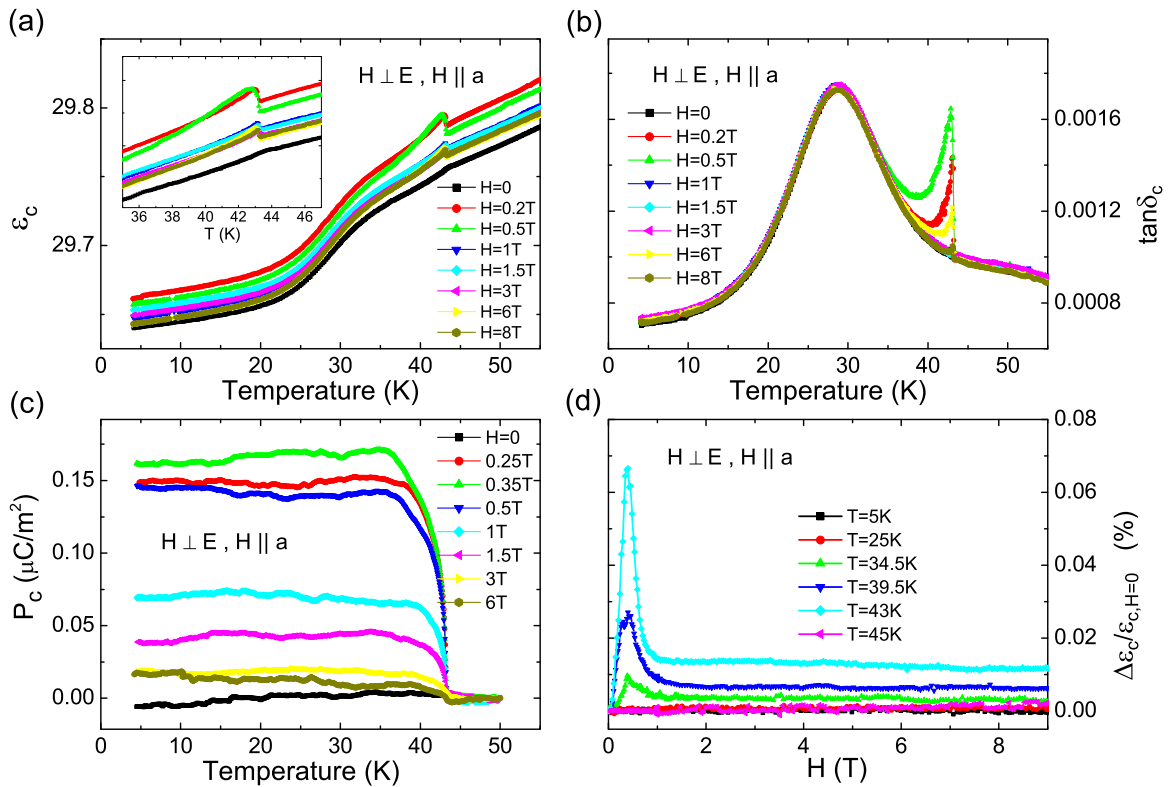 (a)
H ⊥ E , H || a
ε_c
29.8
29.7
36 38 40 42 44 46
T (K)
H=0
H=0.2T
H=0.5T
H=1T
H=1.5T
H=3T
H=6T
H=8T
0 10 20 30 40 50
Temperature (K)
(b)
H ⊥ E , H || a
H=0
H=0.2T
H=0.5T
H=1T
H=1.5T
H=3T
H=6T
H=8T
0.0016
0.0012
0.0008
tanδ_c
0 10 20 30 40 50
Temperature (K)
(c)
P_c (μC/m²)
0.15
0.10
0.05
0.00
H ⊥ E , H || a
H=0
0.25T
0.35T
0.5T
1T
1.5T
3T
6T
0 10 20 30 40 50
Temperature (K)
(d)
H ⊥ E , H || a
T=5K
T=25K
T=34.5K
T=39.5K
T=43K
T=45K
0.08
0.06
0.04
0.02
0.00
Δε_c/ε_c,H=0 (%)
0 2 4 6 8
H (T)